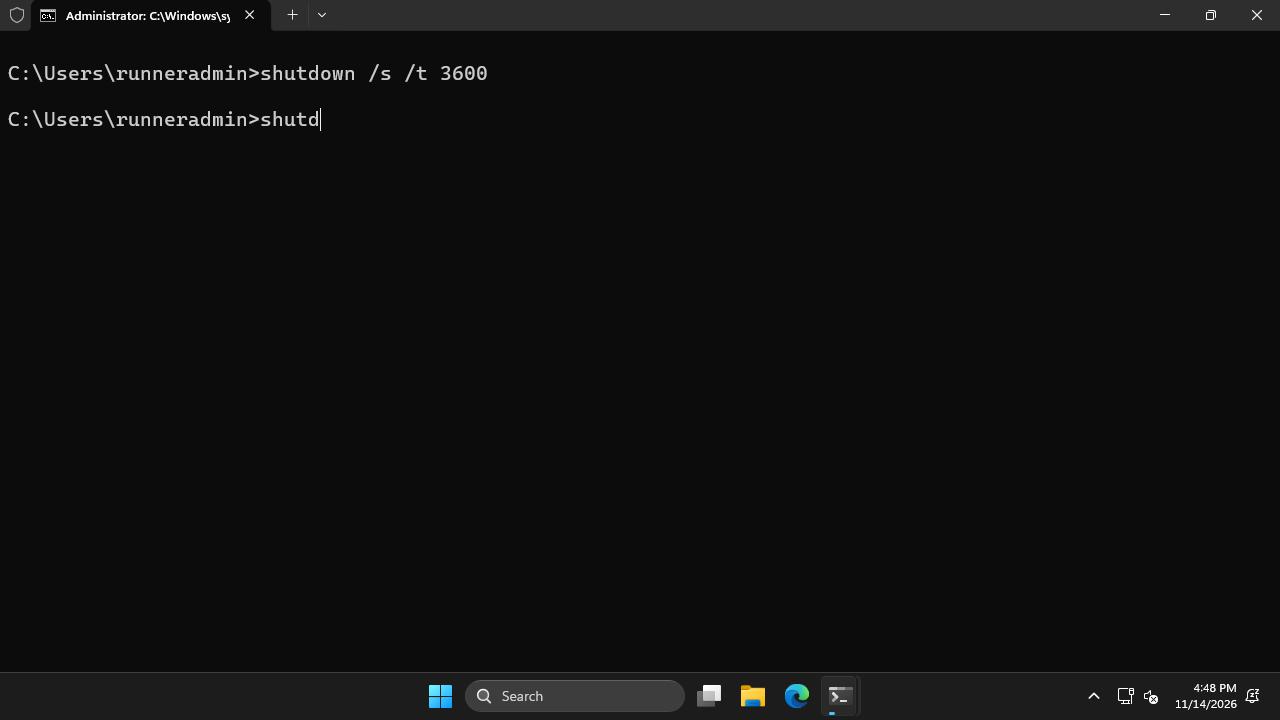 Administrator: C:\Windows\sy
C:\Users\runneradmin>shutdown /s /t 3600
C:\Users\runneradmin>shutd
Search
4:48 PM
11/14/2026